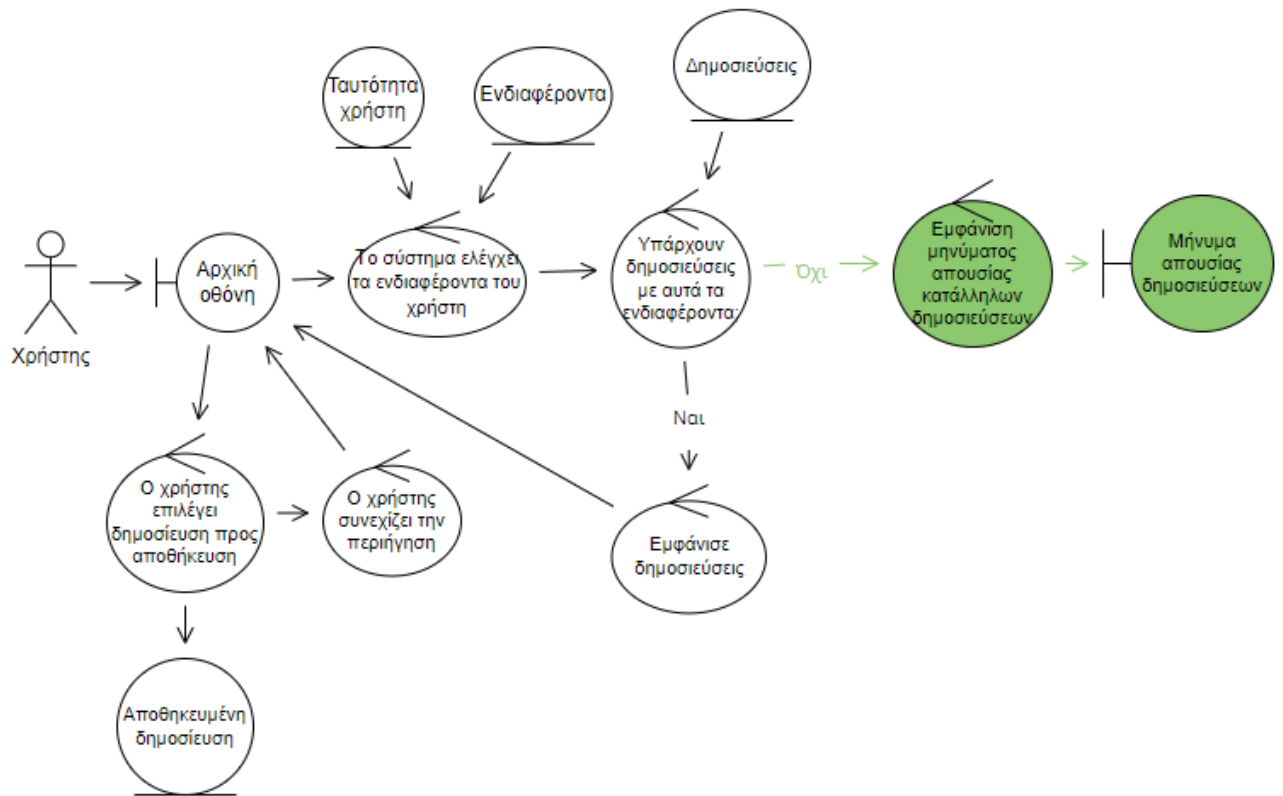 Ταυτότητα
χρήστη
Ενδιαφέροντα
Δημοσιεύσεις
Χρήστης
Αρχική
οθόνη
Το σύστημα ελέγχει
τα ενδιαφέροντα του
χρήστη
Υπάρχουν
δημοσιεύσεις
με αυτά τα
ενδιαφέροντα;
Όχι
Εμφάνιση
μηνύματος
απουσίας
κατάλληλων
δημοσιεύσεων
Μήνυμα
απουσίας
δημοσιεύσεων
Ναι
Ο χρήστης
επιλέγει
δημοσίευση προς
αποθήκευση
Ο χρήστης
συνεχίζει την
περιήγηση
Εμφάνισε
δημοσιεύσεις
Αποθηκευμένη
δημοσίευση